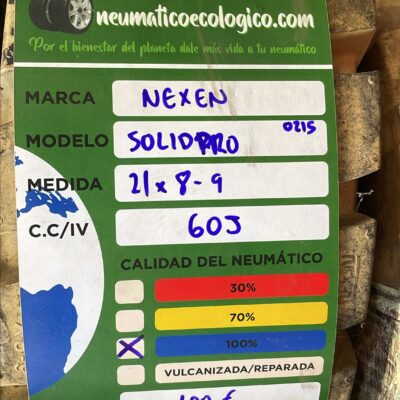 neumaticoecologico.com
Por el bienestar del planeta dale más vida a tu neumático
MARCA NEXEN
0215
MODELO SOLIDPRO
MEDIDA 21x8-9
C.C/IV 60J
CALIDAD DEL NEUMÁTICO
30%
70%
X 100%
VULCANIZADA/REPARADA